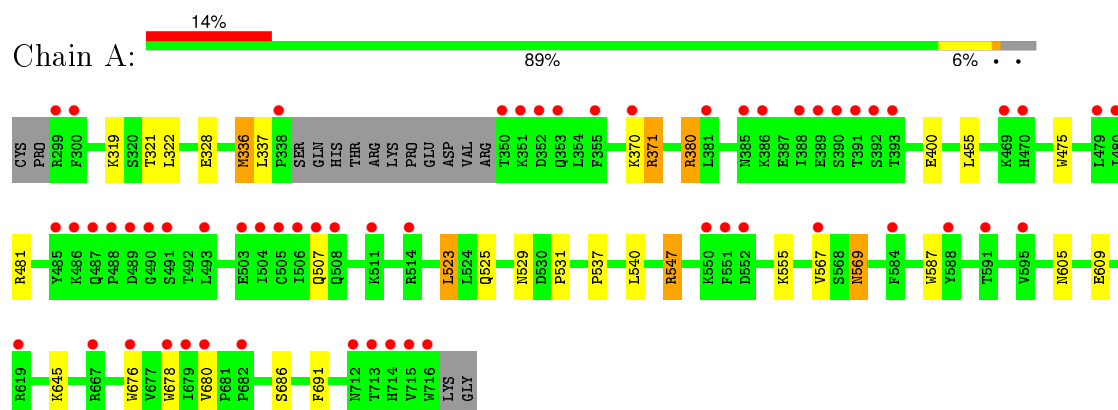 14%
Chain A:
89% 6% • •
CYS PRO R299 F300 K319 S320 T321 L322 E328 M336 L337 P338 SER GLN HIS THR ARG LYS PRO GLU ASP VAL ARG T350 K351 D352 Q353 L354 F355 K370 R371 R380 L381 N385 K386 E387 T388 E389 S390 T391 S392 T393 E400 L455 K469 H470 W475 L479
R481 Y485 K486 Q487 P488 D489 G490 S491 T492 L493 E503 I504 C505 I506 Q507 Q508 K511 R514 L523 L524 Q525 N529 D530 P531 P537 L540 R547 K550 F551 D552 K555 V567 S568 N569 F584 W587 Y588 T591 V595 N605 E609
R619 K645 R667 W676 V677 W678 I679 V680 P681 P682 S686 F691 N712 T713 H714 V715 W716 LYS GLY